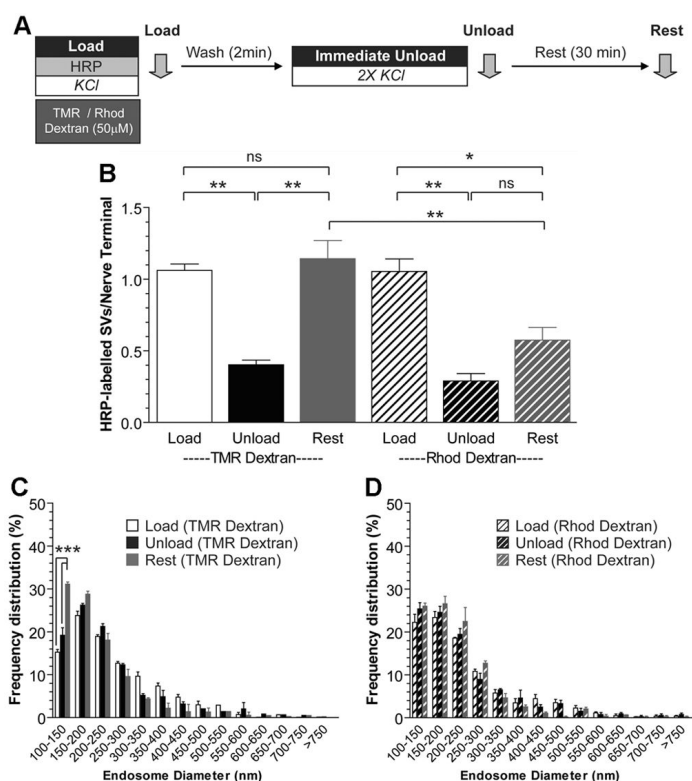 A
Load
Unload
Rest
Load
HRP
KCl
Wash (2min)
Immediate Unload
2X KCl
Rest (30 min)
TMR / Rhod
Dextran (50µM)
B
ns
**
**
*
**
ns
**
HRP-labelled SVs/Nerve Terminal
1.5
1.0
0.5
0.0
Load Unload Rest Load Unload Rest
-----TMR Dextran----- -----Rhod Dextran-----
C
Frequency distribution (%)
50
40
30
20
10
0
***
Load (TMR Dextran)
Unload (TMR Dextran)
Rest (TMR Dextran)
100-150 150-200 200-250 250-300 300-350 350-400 400-450 450-500 500-550 550-600 600-650 650-700 700-750 >750
Endosome Diameter (nm)
D
Frequency distribution (%)
50
40
30
20
10
0
Load (Rhod Dextran)
Unload (Rhod Dextran)
Rest (Rhod Dextran)
100-150 150-200 200-250 250-300 300-350 350-400 400-450 450-500 500-550 550-600 600-650 650-700 700-750 >750
Endosome Diameter (nm)